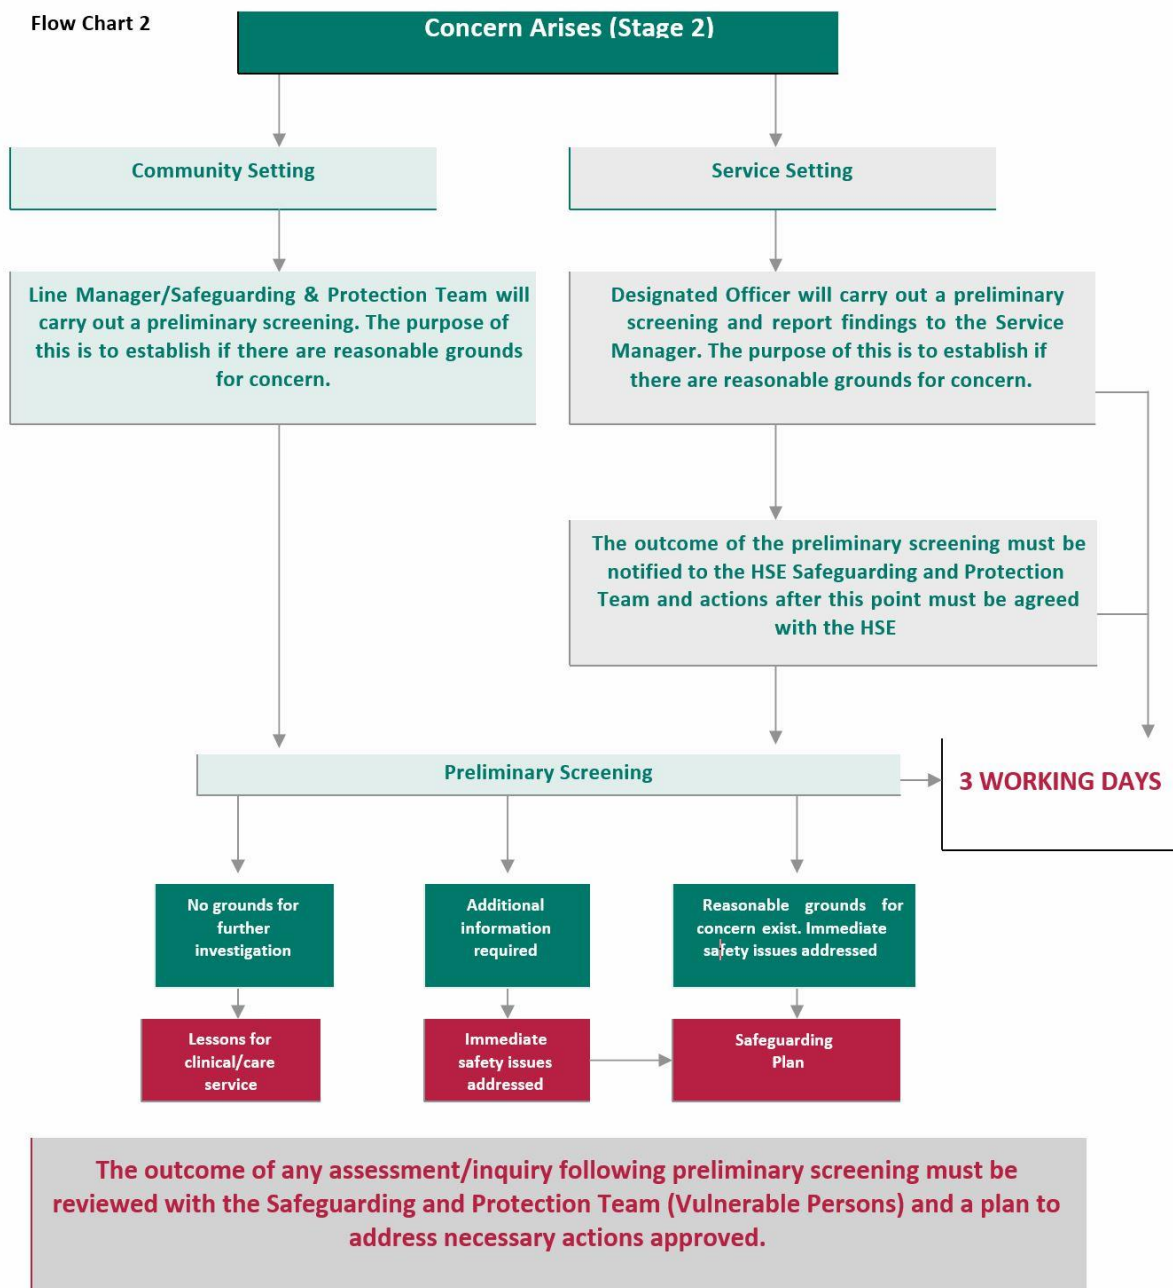 Flow Chart 2
Concern Arises (Stage 2)
Community Setting
Service Setting
Line Manager/Safeguarding & Protection Team will
carry out a preliminary screening. The purpose of
this is to establish if there are reasonable grounds
for concern.
Designated Officer will carry out a preliminary
screening and report findings to the Service
Manager. The purpose of this is to establish if
there are reasonable grounds for concern.
The outcome of the preliminary screening must be
notified to the HSE Safeguarding and Protection
Team and actions after this point must be agreed
with the HSE
Preliminary Screening
3 WORKING DAYS
No grounds for
further
investigation
Additional
information
required
Reasonable grounds for
concern exist. Immediate
safety issues addressed
Lessons for
clinical/care
service
Immediate
safety issues
addressed
Safeguarding
Plan
The outcome of any assessment/inquiry following preliminary screening must be
reviewed with the Safeguarding and Protection Team (Vulnerable Persons) and a plan to
address necessary actions approved.